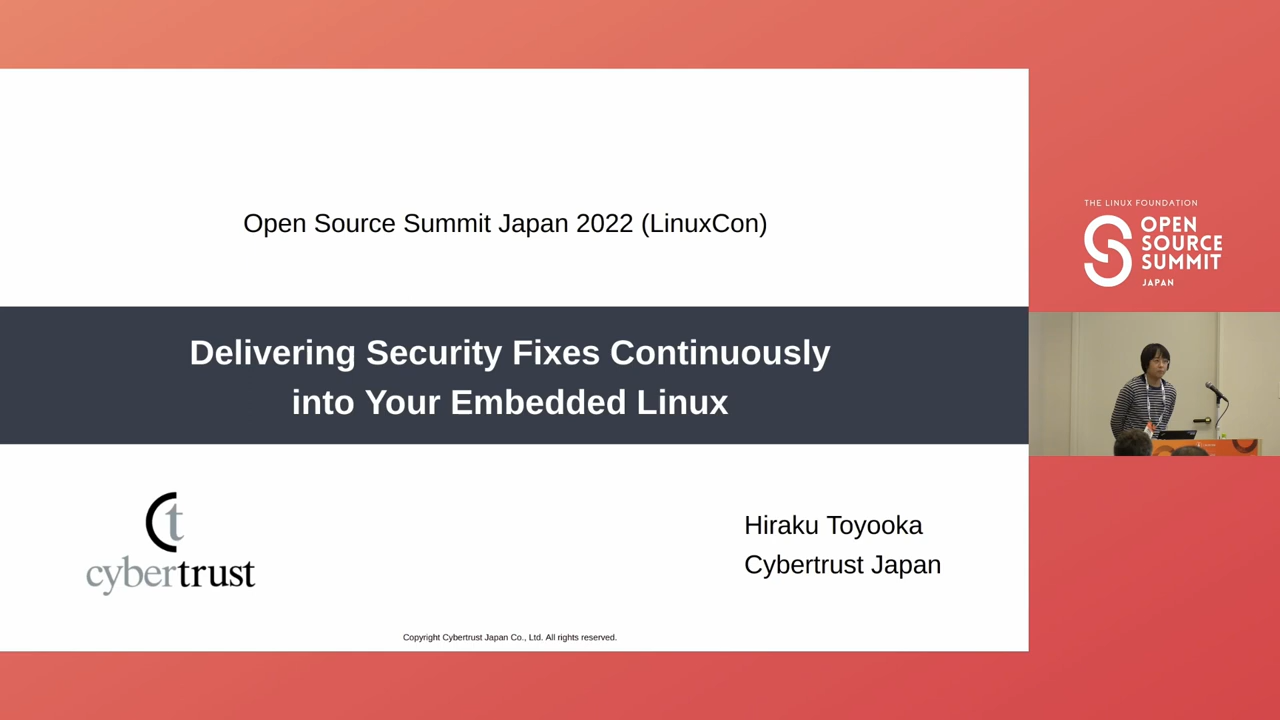 Open Source Summit Japan 2022 (LinuxCon)
Delivering Security Fixes Continuously
into Your Embedded Linux
cybertrust
Hiraku Toyooka
Cybertrust Japan
Copyright Cybertrust Japan Co., Ltd. All rights reserved.
THE LINUX FOUNDATION
OPEN
SOURCE
SUMMIT
JAPAN